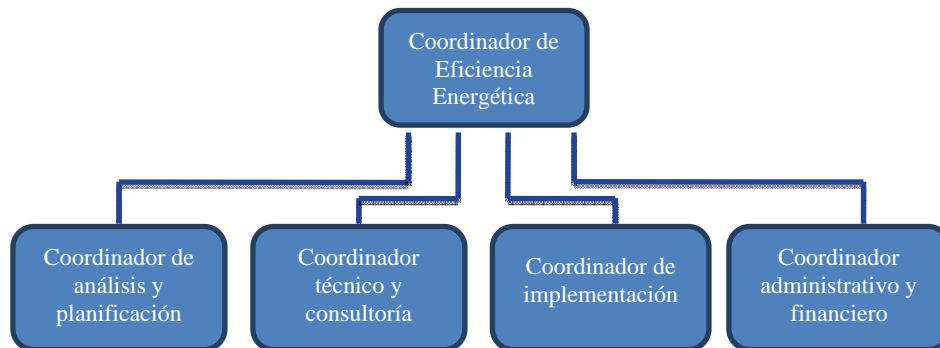 Coordinador de
Eficiencia
Energética
Coordinador de
análisis y
planificación
Coordinador
técnico y
consultoría
Coordinador de
implementación
Coordinador
administrativo y
financiero